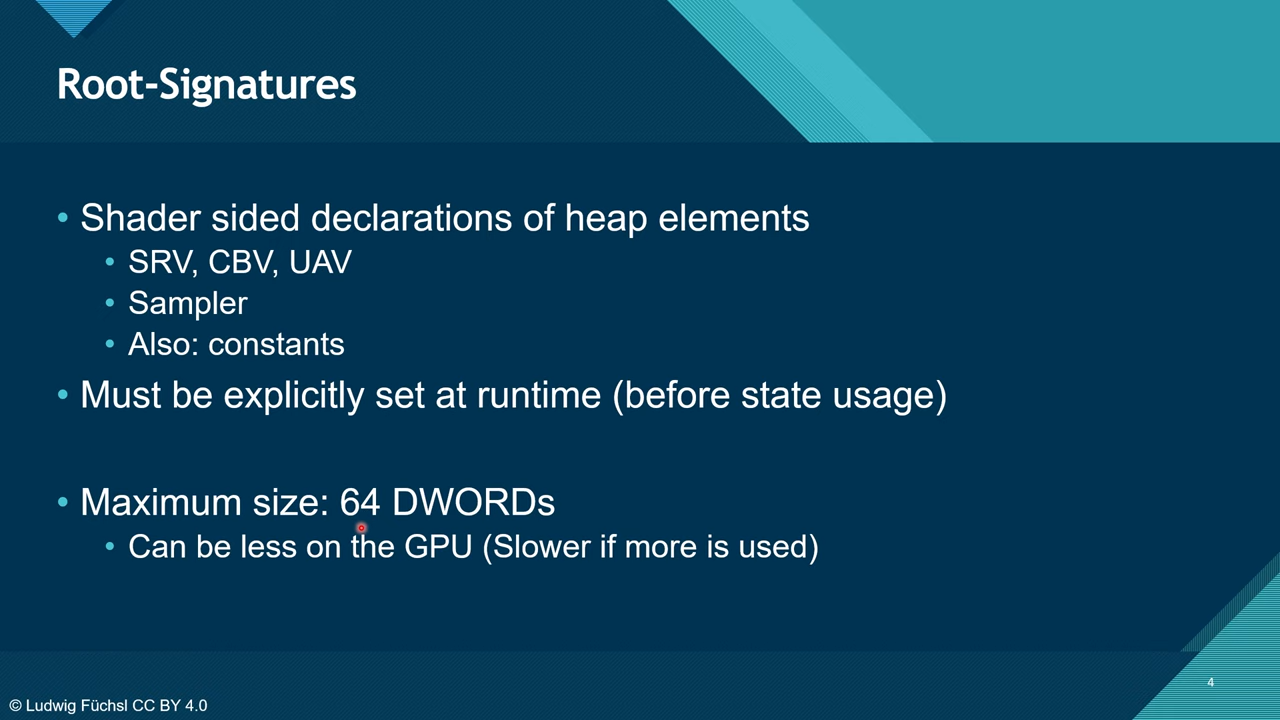 Root-Signatures
• Shader sided declarations of heap elements
• SRV, CBV, UAV
• Sampler
• Also: constants
• Must be explicitly set at runtime (before state usage)
• Maximum size: 64 DWORDs
• Can be less on the GPU (Slower if more is used)
4
© Ludwig Füchsl CC BY 4.0